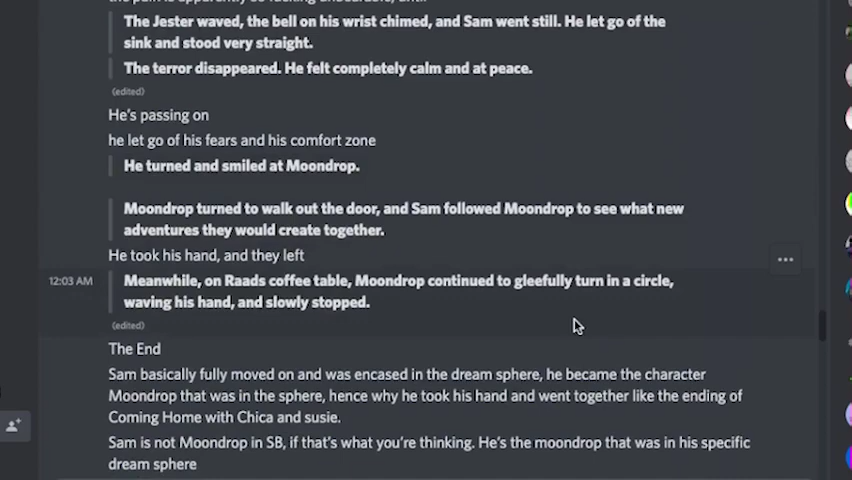 The Jester waved, the bell on his wrist chimed, and Sam went still. He let go of the
sink and stood very straight.
The terror disappeared. He felt completely calm and at peace.
(edited)
He's passing on
he let go of his fears and his comfort zone
He turned and smiled at Moondrop.
Moondrop turned to walk out the door, and Sam followed Moondrop to see what new
adventures they would create together.
He took his hand, and they left
12:03 AM Meanwhile, on Raads coffee table, Moondrop continued to gleefully turn in a circle,
waving his hand, and slowly stopped.
(edited)
The End
Sam basically fully moved on and was encased in the dream sphere, he became the character
Moondrop that was in the sphere, hence why he took his hand and went together like the ending of
Coming Home with Chica and susie.
Sam is not Moondrop in SB, if that's what you're thinking. He's the moondrop that was in his specific
dream sphere